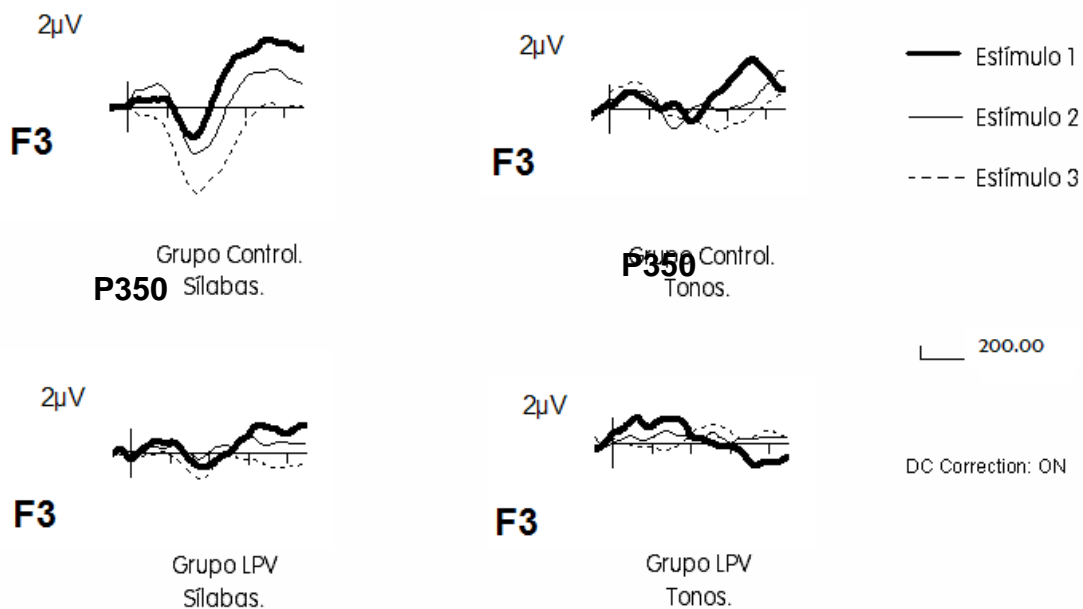 2µV
F3
Grupo Control.
Sílabas.
P350
2µV
F3
Grupo Control.
P350
Tonos.
Estímulo 1
Estímulo 2
Estímulo 3
2µV
F3
Grupo LPV
Sílabas.
2µV
F3
Grupo LPV
Tonos.
200.00
DC Correction: ON